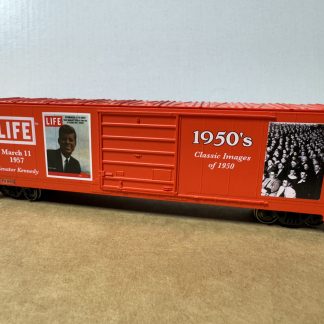 LIFE
March 11
1957
Senator Kennedy
LIFE
1950's
Classic Images
of 1950